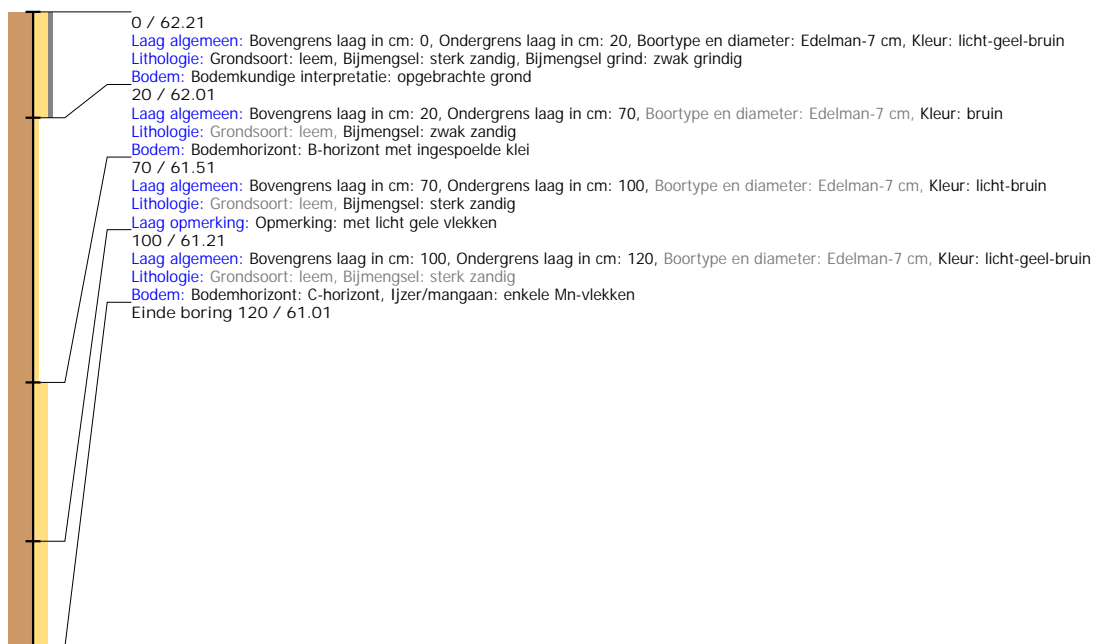 0 / 62.21
Laag algemeen: Bovengrens laag in cm: 0, Ondergrens laag in cm: 20, Boortype en diameter: Edelman-7 cm, Kleur: licht-geel-bruin
Lithologie: Grondsoort: leem, Bijmengsel: sterk zandig, Bijmengsel grind: zwak grindig
Bodem: Bodemkundige interpretatie: opgebrachte grond
20 / 62.01
Laag algemeen: Bovengrens laag in cm: 20, Ondergrens laag in cm: 70, Boortype en diameter: Edelman-7 cm, Kleur: bruin
Lithologie: Grondsoort: leem, Bijmengsel: zwak zandig
Bodem: Bodemhorizont: B-horizont met ingespoelde klei
70 / 61.51
Laag algemeen: Bovengrens laag in cm: 70, Ondergrens laag in cm: 100, Boortype en diameter: Edelman-7 cm, Kleur: licht-bruin
Lithologie: Grondsoort: leem, Bijmengsel: sterk zandig
Laag opmerking: Opmerking: met licht gele vlekken
100 / 61.21
Laag algemeen: Bovengrens laag in cm: 100, Ondergrens laag in cm: 120, Boortype en diameter: Edelman-7 cm, Kleur: licht-geel-bruin
Lithologie: Grondsoort: leem, Bijmengsel: sterk zandig
Bodem: Bodemhorizont: C-horizont, Ijzer/mangaan: enkele Mn-vlekken
Einde boring 120 / 61.01